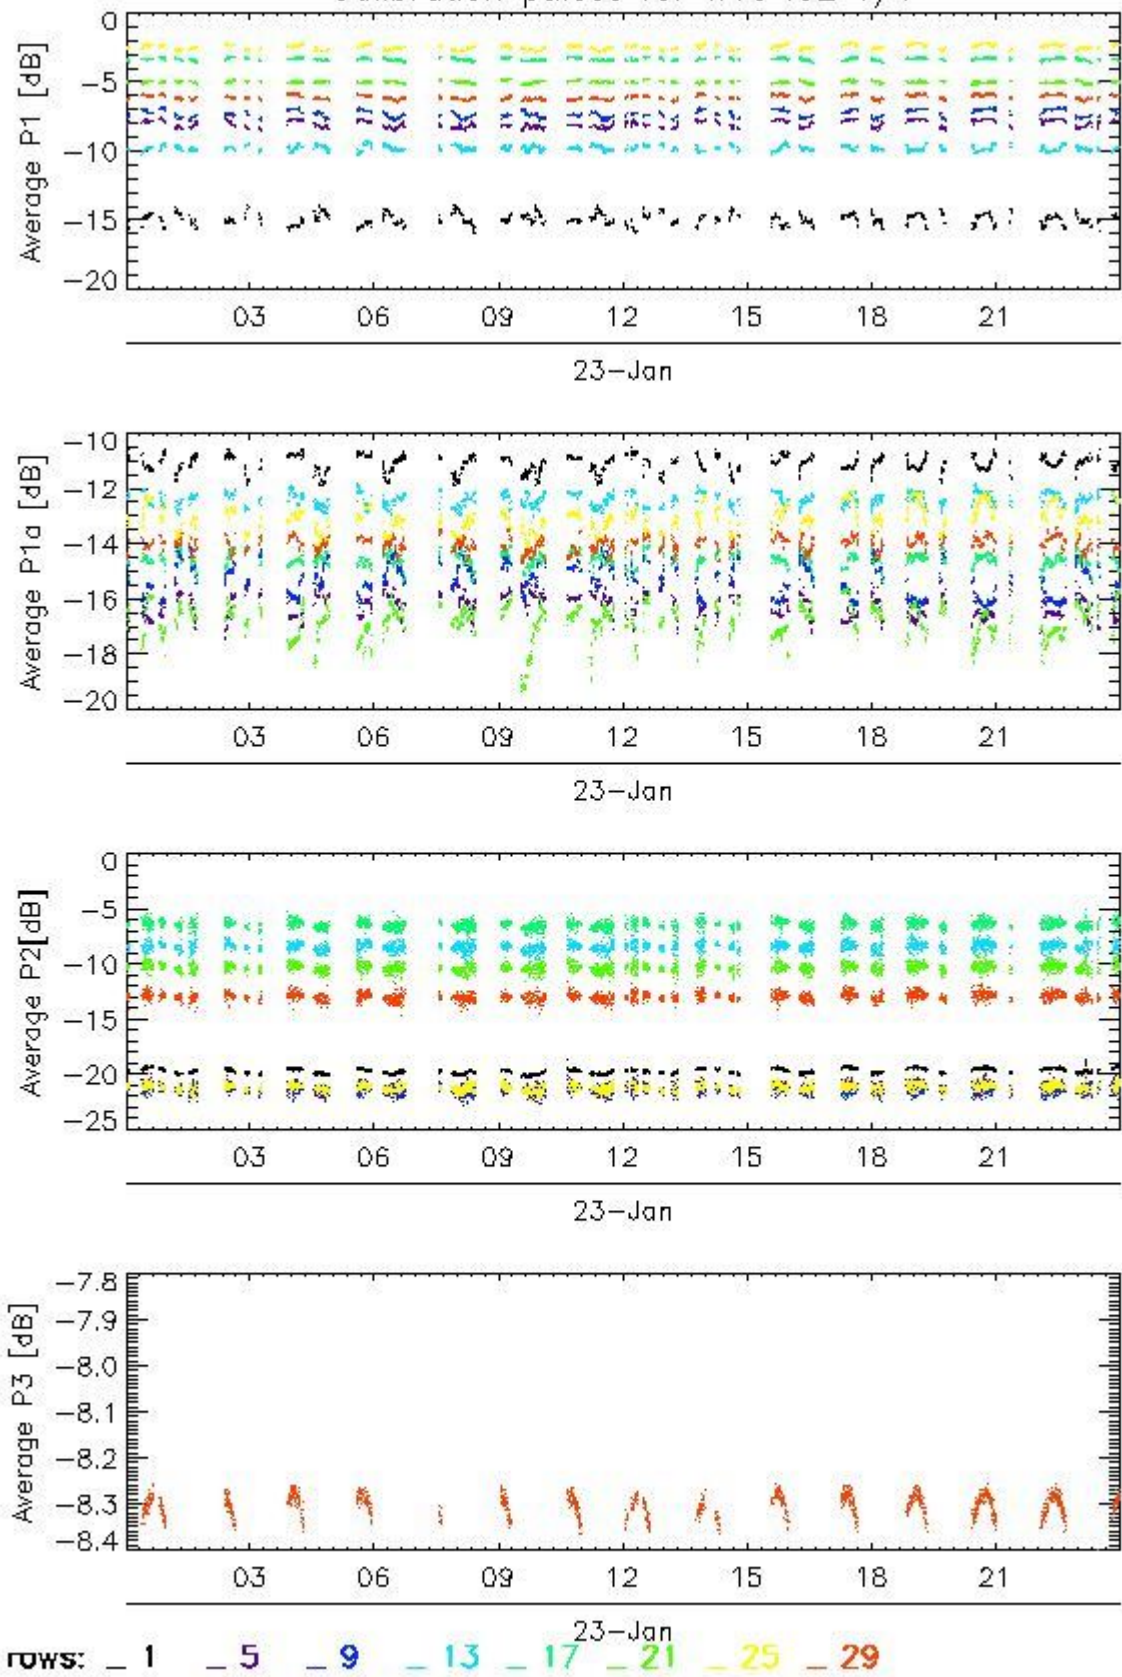 0
−5
−10
−15
−20
Average P1 [dB]
03 06 09 12 15 18 21
23−Jan
−10
−12
−14
−16
−18
−20
Average P1a [dB]
03 06 09 12 15 18 21
23−Jan
0
−5
−10
−15
−20
−25
Average P2[dB]
03 06 09 12 15 18 21
23−Jan
−7.8
−7.9
−8.0
−8.1
−8.2
−8.3
−8.4
Average P3 [dB]
03 06 09 12 15 18 21
23−Jan
rows: _ 1 _ 5 _ 9 _ 13 _ 17 _ 21 _ 25 _ 29